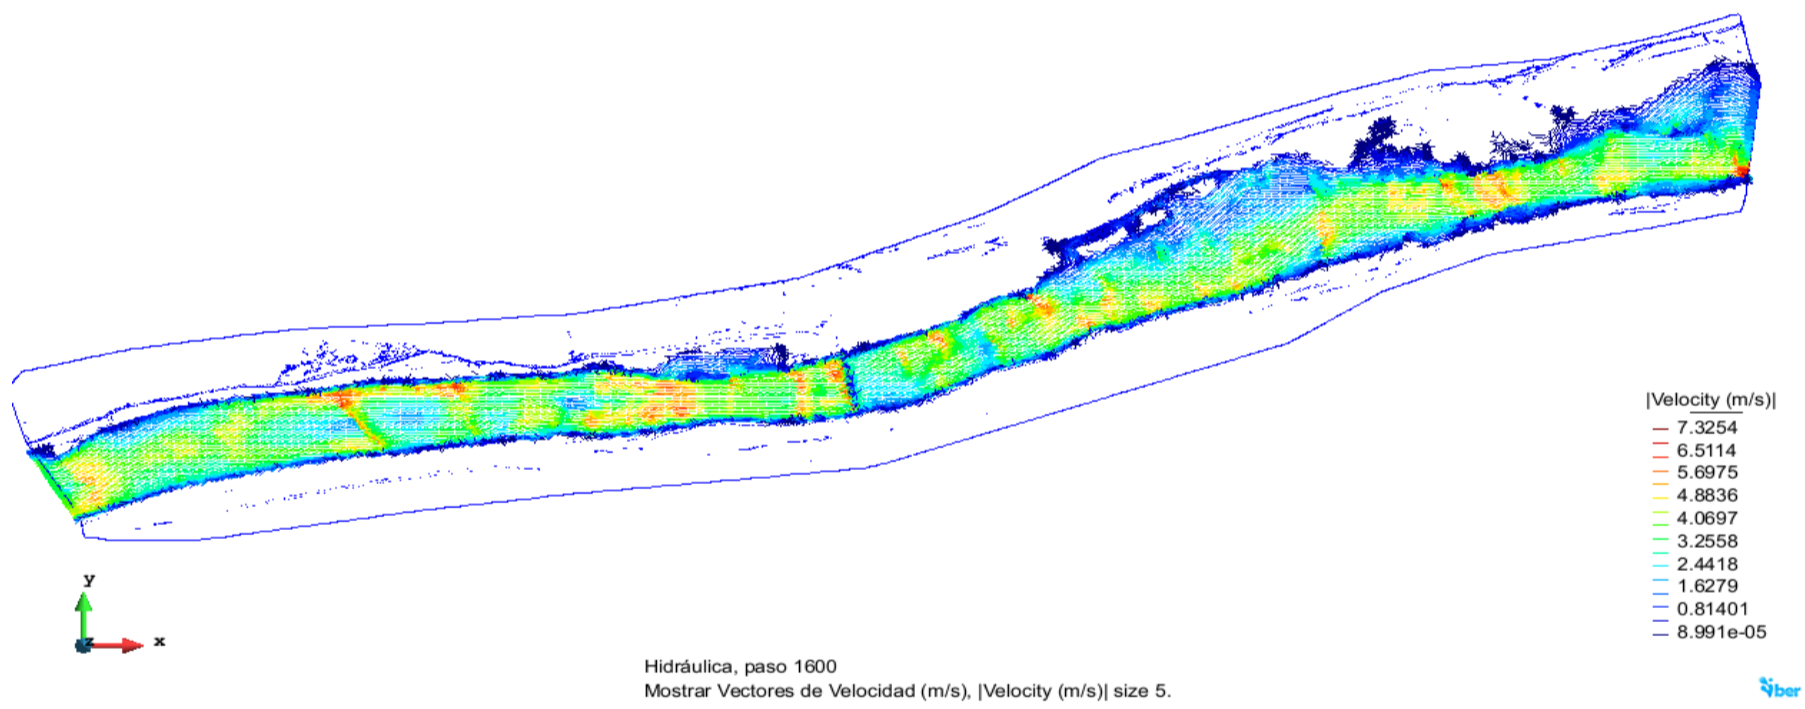 |Velocity (m/s)|
7.3254
6.5114
5.6975
4.8836
4.0697
3.2558
2.4418
1.6279
0.81401
8.991e-05
y
z
x
Hidráulica, paso 1600
Mostrar Vectores de Velocidad (m/s), |Velocity (m/s)| size 5.
iber